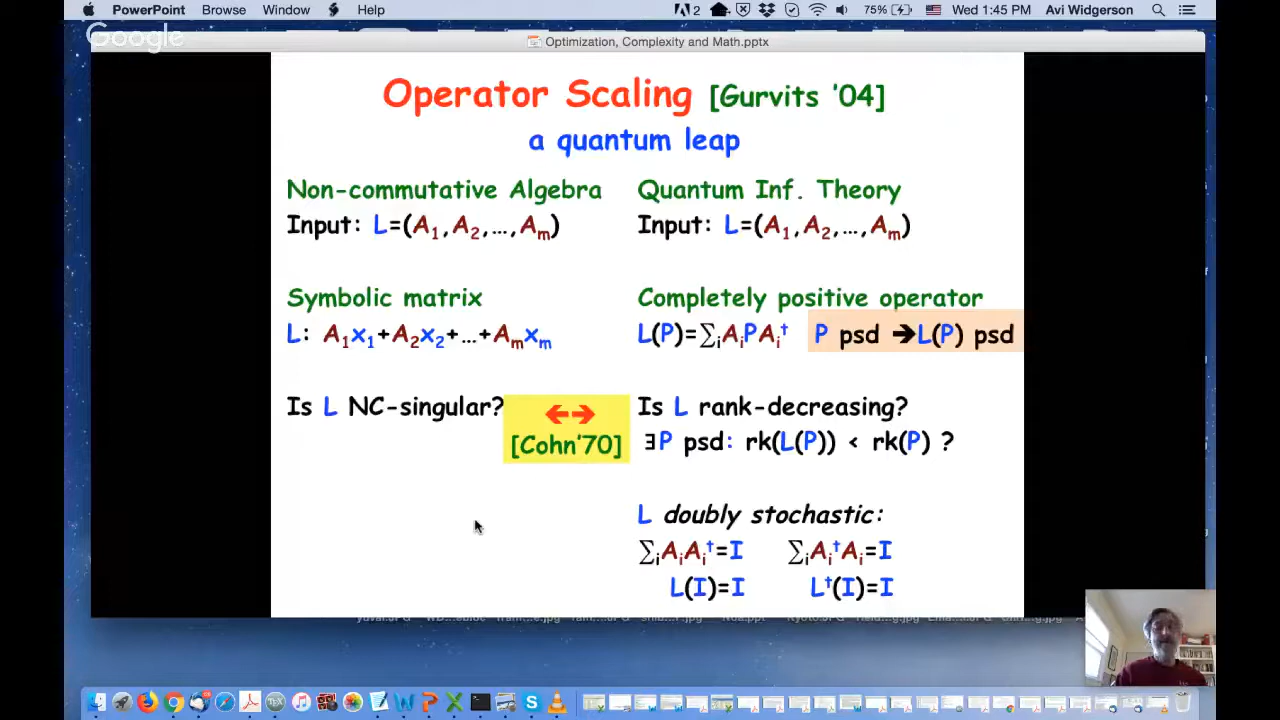 PowerPoint Browse Window Help
2 75% Wed 1:45 PM Avi Widgerson
Google
Optimization, Complexity and Math.pptx
Operator Scaling [Gurvits '04]
a quantum leap
Non-commutative Algebra
Input: L=(A₁,A₂,…,Aₘ)
Symbolic matrix
L: A₁x₁+A₂x₂+…+Aₘxₘ
Is L NC-singular?
↔
[Cohn'70]
Quantum Inf. Theory
Input: L=(A₁,A₂,…,Aₘ)
Completely positive operator
L(P)=∑ᵢAᵢPAᵢ† P psd ➔L(P) psd
Is L rank-decreasing?
∃P psd: rk(L(P)) < rk(P) ?
L doubly stochastic:
∑ᵢAᵢAᵢ†=I ∑ᵢAᵢ†Aᵢ=I
L(I)=I L†(I)=I